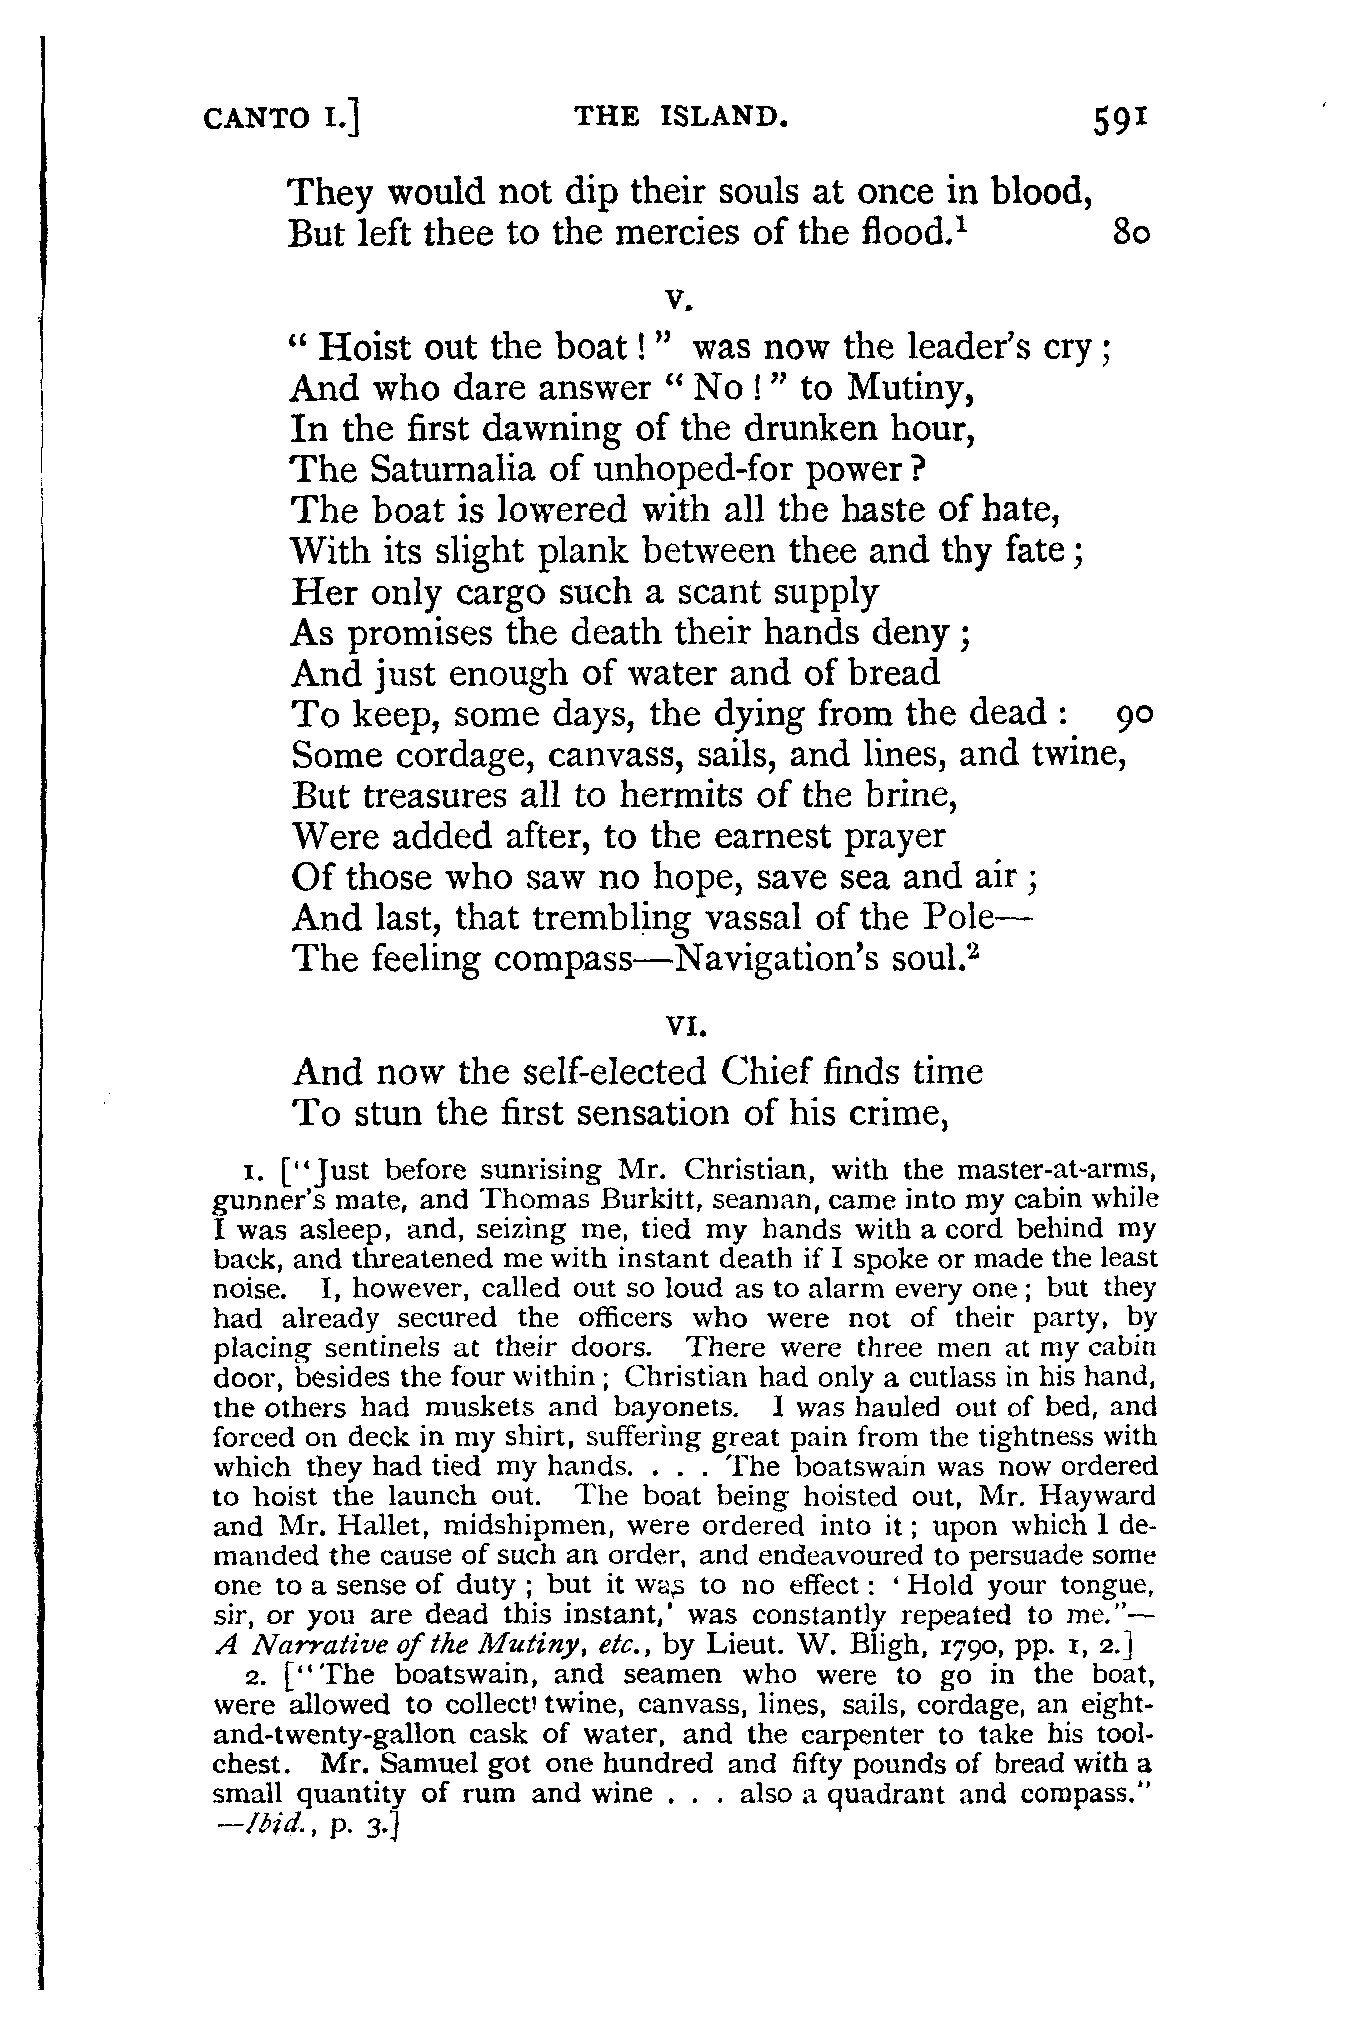 CANTO I.] THE ISLAND. 591
They would not dip their souls at once in blood,
But left thee to the mercies of the flood.¹ 80
V.
“ Hoist out the boat ! ” was now the leader's cry ;
And who dare answer “ No ! ” to Mutiny,
In the first dawning of the drunken hour,
The Saturnalia of unhoped-for power ?
The boat is lowered with all the haste of hate,
With its slight plank between thee and thy fate ;
Her only cargo such a scant supply
As promises the death their hands deny ;
And just enough of water and of bread
To keep, some days, the dying from the dead : 90
Some cordage, canvass, sails, and lines, and twine,
But treasures all to hermits of the brine,
Were added after, to the earnest prayer
Of those who saw no hope, save sea and air ;
And last, that trembling vassal of the Pole—
The feeling compass—Navigation's soul.²
VI.
And now the self-elected Chief finds time
To stun the first sensation of his crime,
1. [“Just before sunrising Mr. Christian, with the master-at-arms,
gunner's mate, and Thomas Burkitt, seaman, came into my cabin while
I was asleep, and, seizing me, tied my hands with a cord behind my
back, and threatened me with instant death if I spoke or made the least
noise. I, however, called out so loud as to alarm every one ; but they
had already secured the officers who were not of their party, by
placing sentinels at their doors. There were three men at my cabin
door, besides the four within ; Christian had only a cutlass in his hand,
the others had muskets and bayonets. I was hauled out of bed, and
forced on deck in my shirt, suffering great pain from the tightness with
which they had tied my hands. . . . The boatswain was now ordered
to hoist the launch out. The boat being hoisted out, Mr. Hayward
and Mr. Hallet, midshipmen, were ordered into it ; upon which I de-
manded the cause of such an order, and endeavoured to persuade some
one to a sense of duty ; but it was to no effect : ‘ Hold your tongue,
sir, or you are dead this instant,’ was constantly repeated to me.”—
A Narrative of the Mutiny, etc., by Lieut. W. Bligh, 1790, pp. 1, 2.]
2. [“The boatswain, and seamen who were to go in the boat,
were allowed to collect twine, canvass, lines, sails, cordage, an eight-
and-twenty-gallon cask of water, and the carpenter to take his tool-
chest. Mr. Samuel got one hundred and fifty pounds of bread with a
small quantity of rum and wine . . . also a quadrant and compass.”
—Ibid., p. 3.]